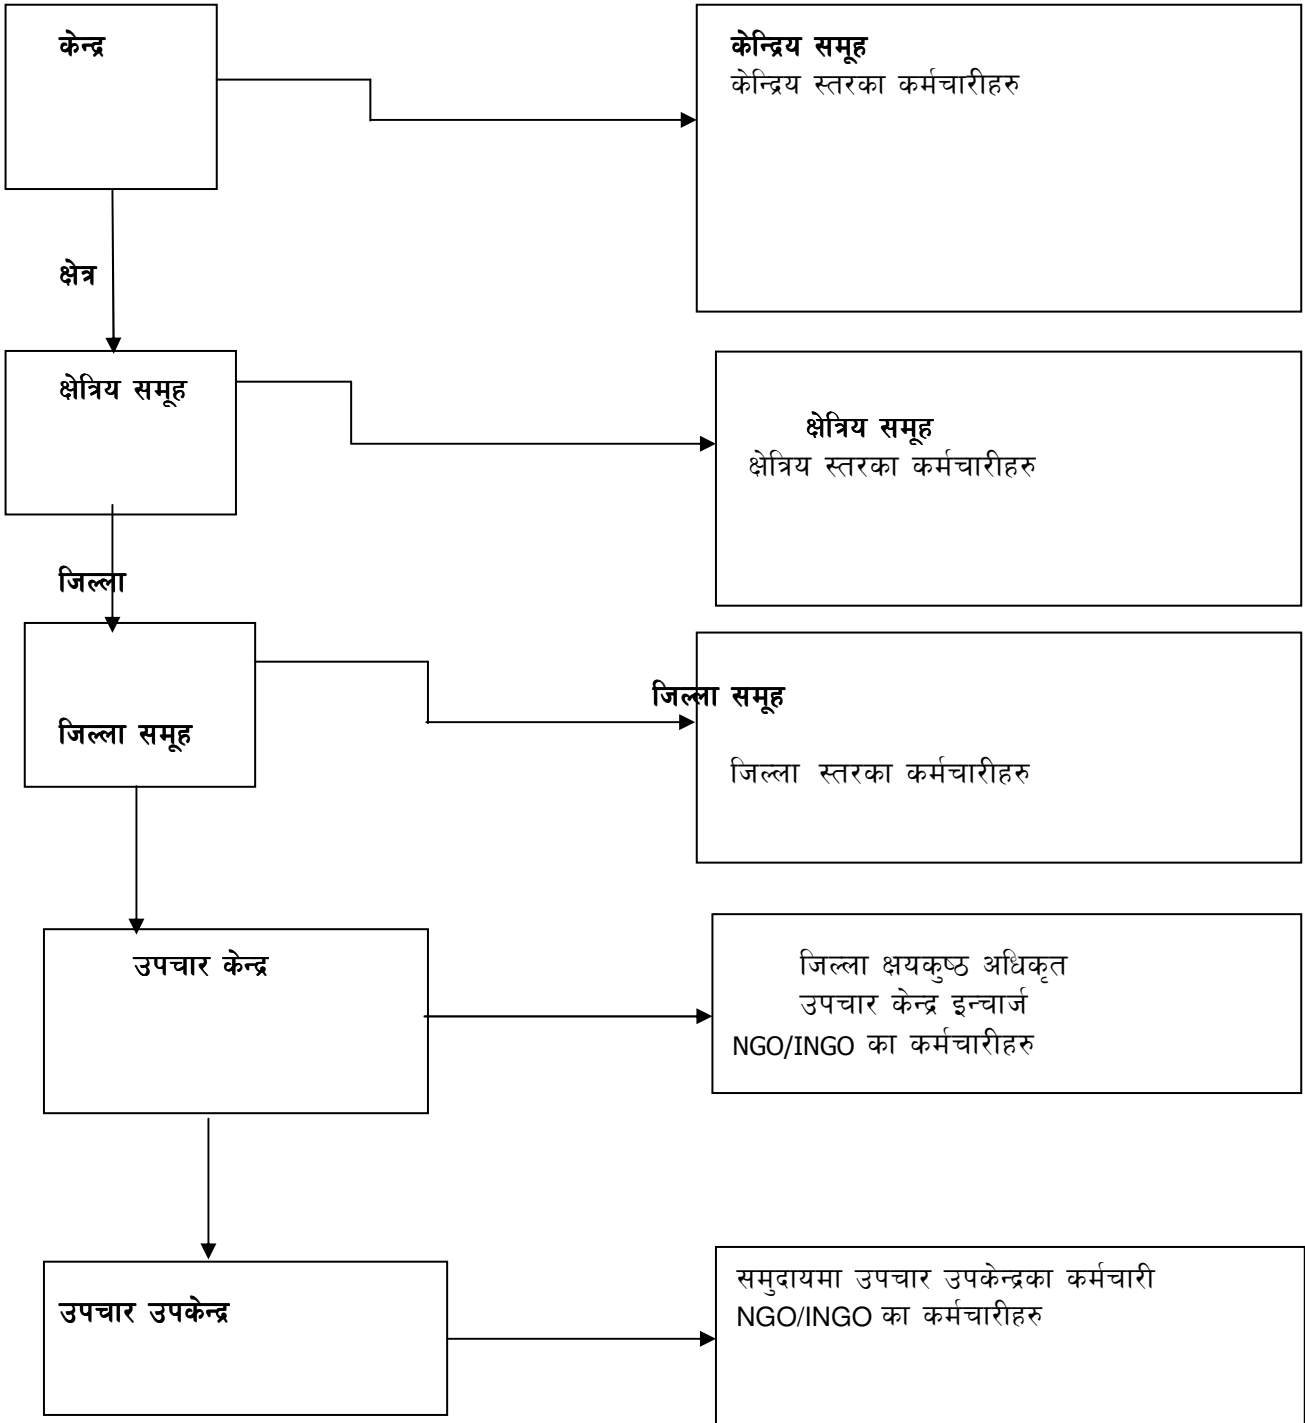 केन्द्र
केन्द्रिय समूह
केन्द्रिय स्तरका कर्मचारीहरु
क्षेत्र
क्षेत्रिय समूह
क्षेत्रिय समूह
क्षेत्रिय स्तरका कर्मचारीहरु
जिल्ला
जिल्ला समूह
जिल्ला समूह
जिल्ला स्तरका कर्मचारीहरु
उपचार केन्द्र
जिल्ला क्षयकुष्ठ अधिकृत
उपचार केन्द्र इन्चार्ज
NGO/INGO का कर्मचारीहरु
उपचार उपकेन्द्र
समुदायमा उपचार उपकेन्द्रका कर्मचारी
NGO/INGO का कर्मचारीहरु